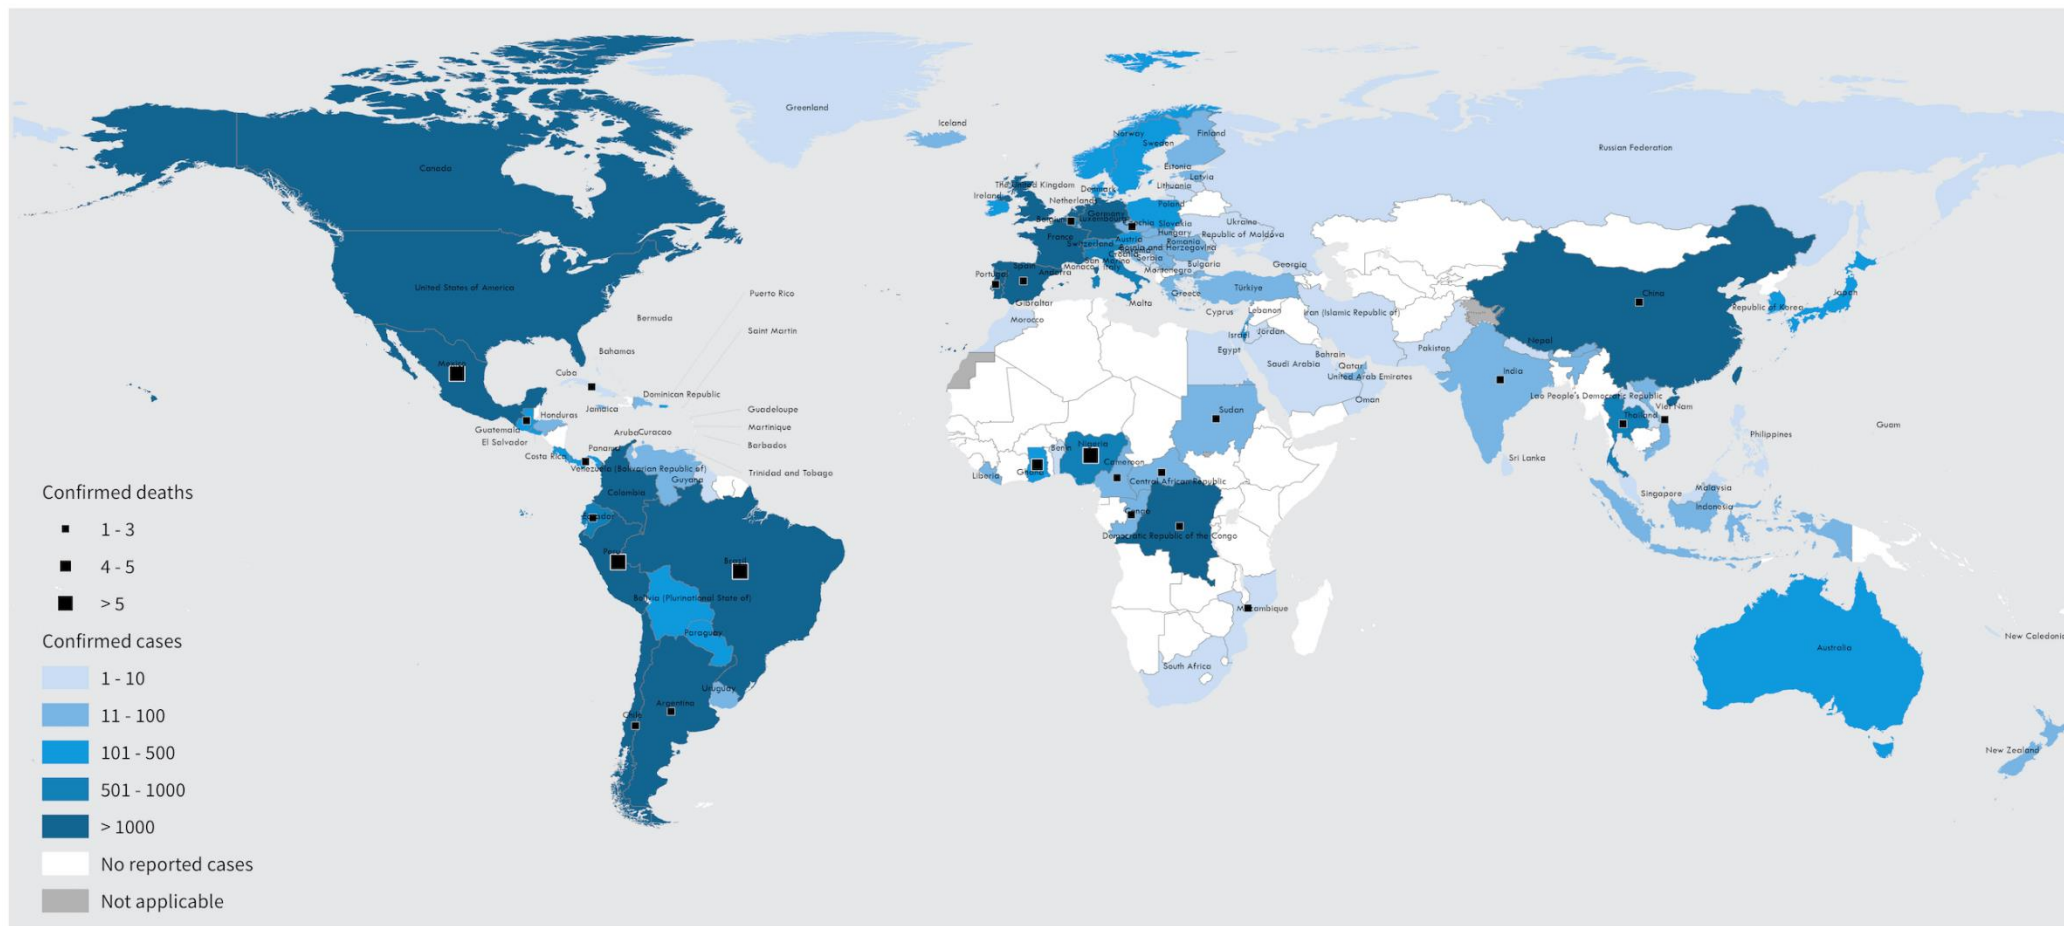 Greenland
Iceland
Norway
Finland
Sweden
Russian Federation
Canada
Estonia
Latvia
The United Kingdom
Denmark
Lithuania
Ireland
Netherlands
Poland
Belgium
Germany
Luxembourg
Czechia
Slovakia
Ukraine
France
Austria
Hungary
Republic of Moldova
Switzerland
Romania
Bosnia and Herzegovina
Croatia
San Marino
Serbia
Portugal
Spain
Andorra
Monaco
Italy
Montenegro
Bulgaria
Georgia
United States of America
Greece
Türkiye
China
Japan
Republic of Korea
Puerto Rico
Gibraltar
Malta
Cyprus
Lebanon
Iran (Islamic Republic of)
Bermuda
Morocco
Saint Martin
Israel
Jordan
Nepal
Bahamas
Egypt
Bahrain
Pakistan
Mexico
Cuba
Saudi Arabia
Qatar
India
United Arab Emirates
Dominican Republic
Lao People's Democratic Republic
Oman
Jamaica
Honduras
Guadeloupe
Sudan
Viet Nam
Thailand
Guatemala
Martinique
Guam
El Salvador
Aruba
Curacao
Barbados
Philippines
Panama
Benin
Nigeria
Costa Rica
Cameroon
Sri Lanka
Venezuela (Bolivarian Republic of)
Trinidad and Tobago
Ghana
Liberia
Guyana
Central African Republic
Malaysia
Colombia
Singapore
Indonesia
Confirmed deaths
1 - 3
4 - 5
> 5
Ecuador
Congo
Democratic Republic of the Congo
Peru
Brazil
Bolivia (Plurinational State of)
Mozambique
Paraguay
New Caledonia
Australia
South Africa
Uruguay
Argentina
Chile
New Zealand
Confirmed cases
1 - 10
11 - 100
101 - 500
501 - 1000
> 1000
No reported cases
Not applicable